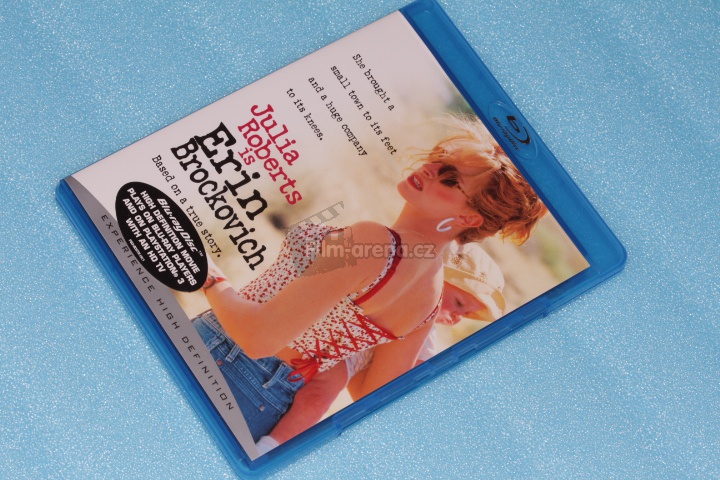 She brought a
small town to its feet
and a huge company
to its knees.
Julia
Roberts
is
Erin
Brockovich
Based on a true story.
Blu-ray Disc™
HIGH DEFINITION MOVIE
PLAYS ON BLU-RAY PLAYERS
AND ON PLAYSTATION® 3
WITH AN HD TV
EXPERIENCE HIGH DEFINITION
film-arena.cz